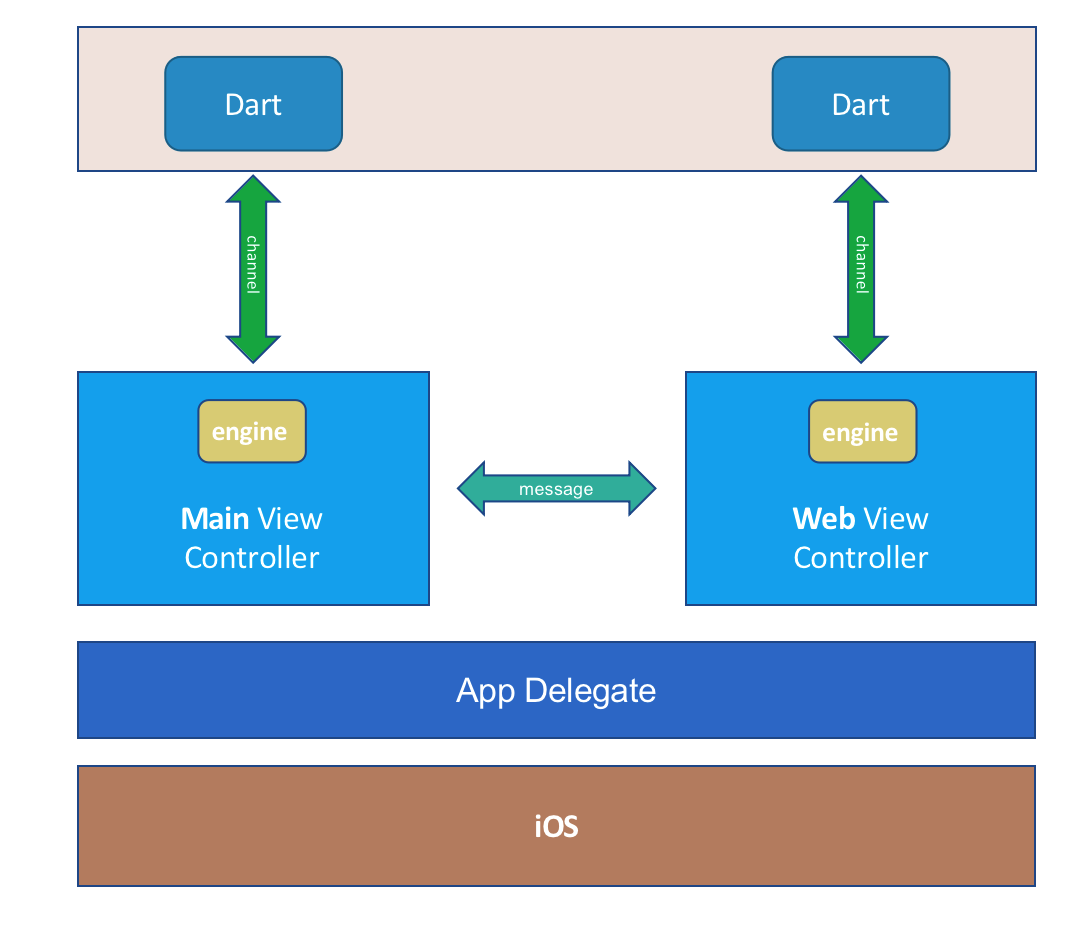 Dart
Dart
channel
channel
engine
engine
message
Main View
Controller
Web View
Controller
App Delegate
iOS